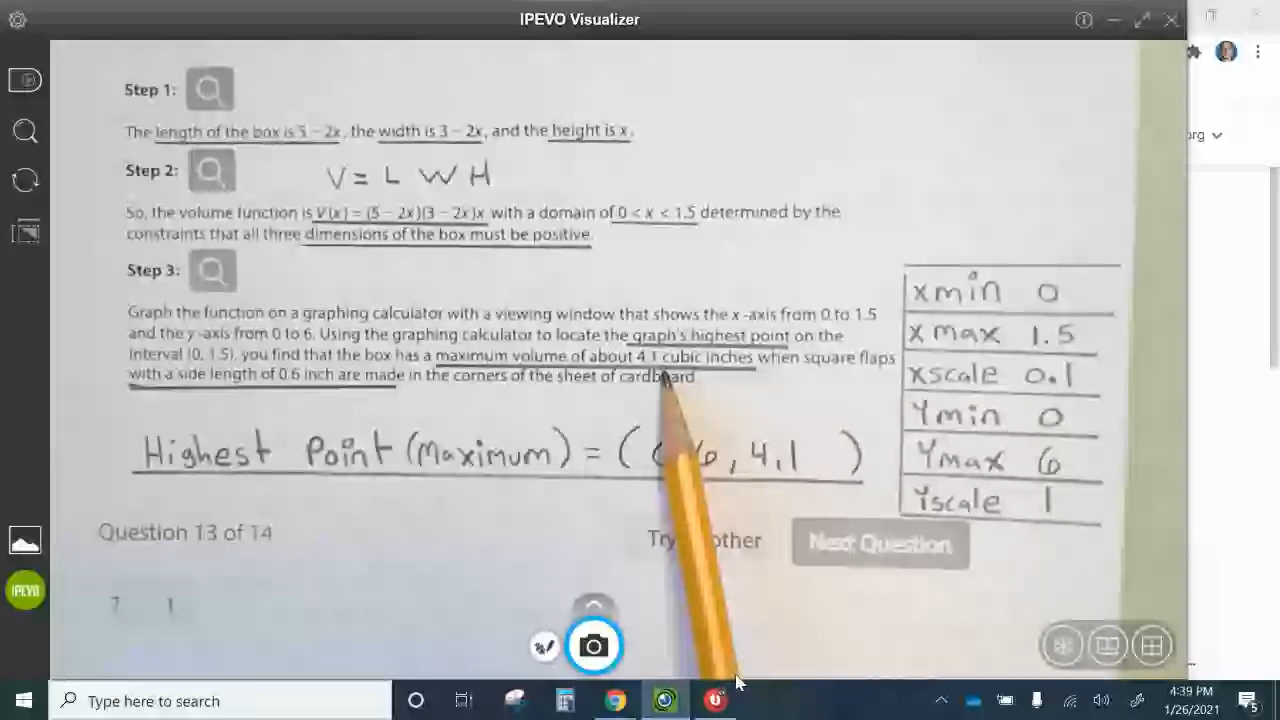 IPEVO Visualizer
Step 1:
The length of the box is 5 − 2x, the width is 3 − 2x, and the height is x.
Step 2:
V = L W H
So, the volume function is V(x) = (5 − 2x)(3 − 2x)x with a domain of 0 < x < 1.5 determined by the
constraints that all three dimensions of the box must be positive.
Step 3:
Graph the function on a graphing calculator with a viewing window that shows the x-axis from 0 to 1.5
and the y-axis from 0 to 6. Using the graphing calculator to locate the graph's highest point on the
interval (0, 1.5), you find that the box has a maximum volume of about 4.1 cubic inches when square flaps
with a side length of 0.6 inch are made in the corners of the sheet of cardboard
xmin 0
xmax 1.5
xscale 0.1
Ymin 0
Ymax 6
Yscale 1
Highest Point (Maximum) = ( 6, 4.1 )
Question 13 of 14
Next Question
7 1
IPEVO
org
Type here to search
4:39 PM
1/26/2021
5